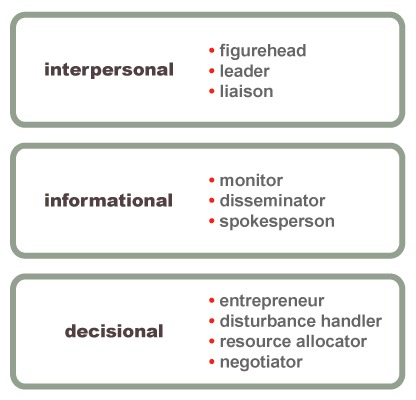 interpersonal
• figurehead
• leader
• liaison
informational
• monitor
• disseminator
• spokesperson
decisional
• entrepreneur
• disturbance handler
• resource allocator
• negotiator